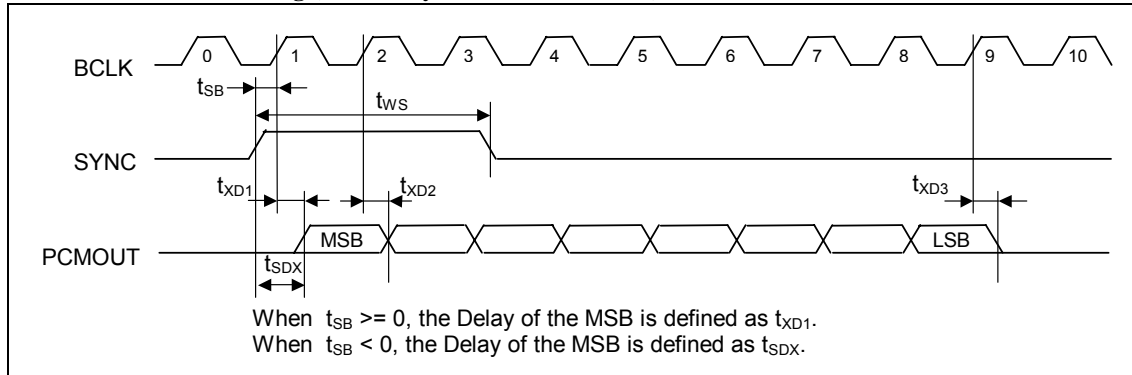 0 1 2 3 4 5 6 7 8 9 10
BCLK
tSB
tWS
SYNC
tXD1 tXD2 tXD3
MSB LSB
PCMOUT
tSDX
When tSB >= 0, the Delay of the MSB is defined as tXD1.
When tSB < 0, the Delay of the MSB is defined as tSDX.